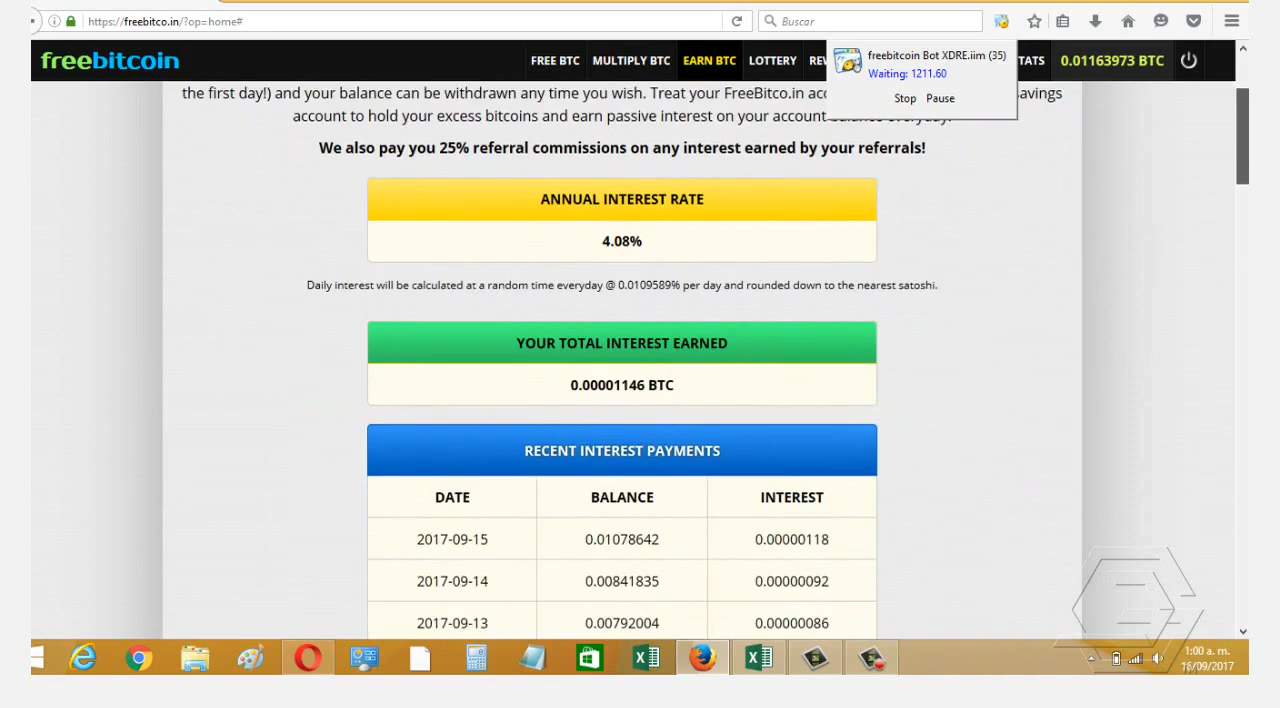 https://freebitco.in/?op=home#
Buscar
freebitcoin
FREE BTC MULTIPLY BTC EARN BTC LOTTERY
TATS 0.01163973 BTC
freebitcoin Bot XDRE.iim (35)
Waiting: 1211.60
Stop Pause
the first day!) and your balance can be withdrawn any time you wish. Treat your FreeBitco.in
account to hold your excess bitcoins and earn passive interest on your account balance everyday.
We also pay you 25% referral commissions on any interest earned by your referrals!
ANNUAL INTEREST RATE
4.08%
Daily interest will be calculated at a random time everyday @ 0.0109589% per day and rounded down to the nearest satoshi.
YOUR TOTAL INTEREST EARNED
0.00001146 BTC
RECENT INTEREST PAYMENTS
DATE BALANCE INTEREST
2017-09-15 0.01078642 0.00000118
2017-09-14 0.00841835 0.00000092
2017-09-13 0.00792004 0.00000086
1:00 a. m.
16/09/2017